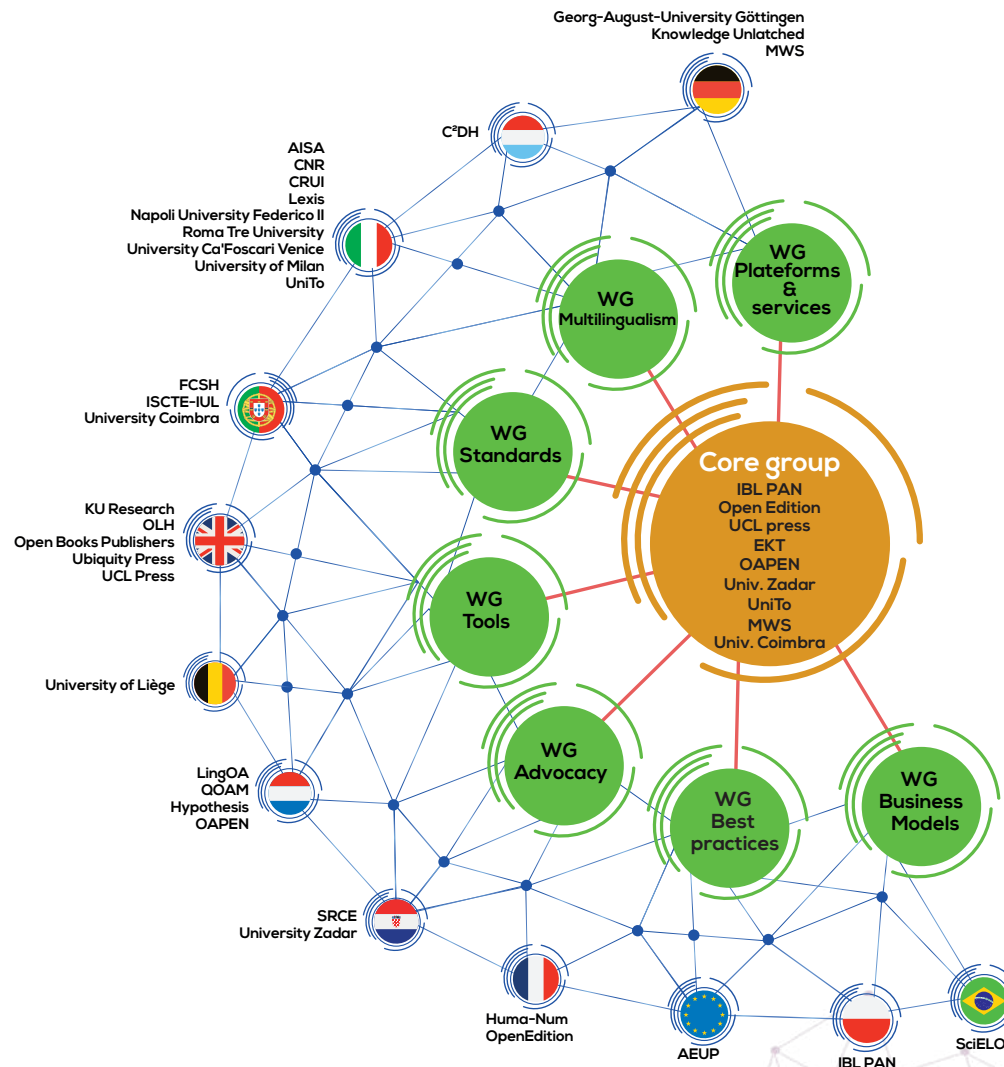 Georg-August-University Göttingen
Knowledge Unlatched
MWS
C²DH
AISA
CNR
CRUI
Lexis
Napoli University Federico II
Roma Tre University
University Ca'Foscari Venice
University of Milan
UniTo
WG
Plateforms
&
services
WG
Multilingualism
FCSH
ISCTE-IUL
University Coimbra
WG
Standards
Core group
IBL PAN
Open Edition
UCL press
EKT
OAPEN
Univ. Zadar
UniTo
MWS
Univ. Coimbra
KU Research
OLH
Open Books Publishers
Ubiquity Press
UCL Press
WG
Tools
University of Liège
WG
Advocacy
WG
Best
practices
WG
Business
Models
LingOA
QOAM
Hypothesis
OAPEN
SRCE
University Zadar
Huma-Num
OpenEdition
AEUP
IBL PAN
SciELO